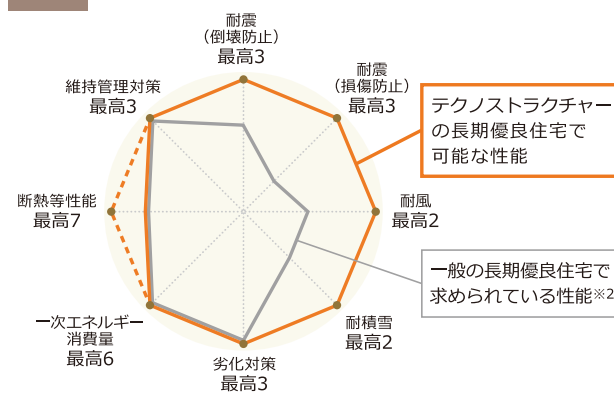 耐震
（倒壊防止）
最高3
耐震
（損傷防止）
最高3
維持管理対策
最高3
テクノストラクチャー
の長期優良住宅で
可能な性能
断熱等性能
最高7
耐風
最高2
一般の長期優良住宅で
求められている性能※2
一次エネルギー
消費量
最高6
耐積雪
最高2
劣化対策
最高3